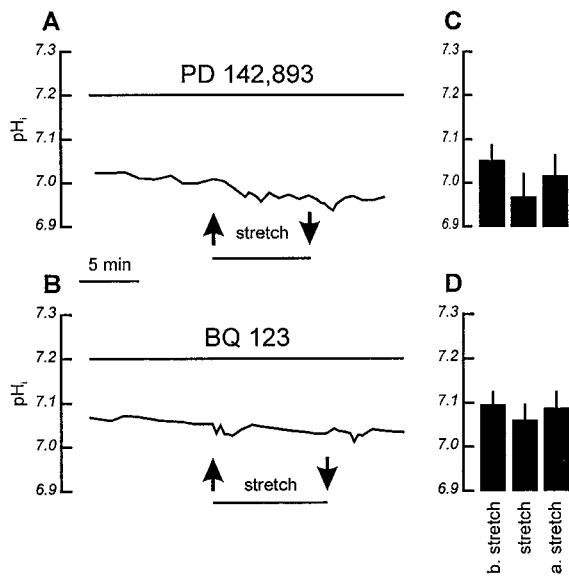 A
7.3
7.2
7.1
7.0
6.9
pHi
PD 142,893
stretch
5 min
B
7.3
7.2
7.1
7.0
6.9
pHi
BQ 123
stretch
C
7.3
7.2
7.1
7.0
6.9
D
7.3
7.2
7.1
7.0
6.9
b. stretch
stretch
a. stretch